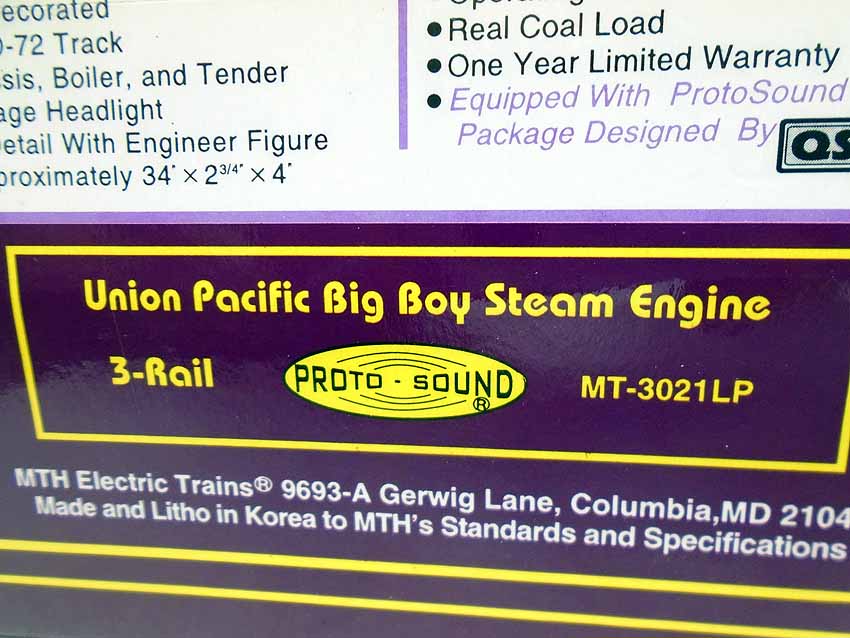 ecorated
0-72 Track
sis, Boiler, and Tender
age Headlight
etail With Engineer Figure
proximately 34" × 2 3/4" × 4"
• Real Coal Load
• One Year Limited Warranty
• Equipped With ProtoSound
Package Designed By QS
Union Pacific Big Boy Steam Engine
3-Rail PROTO-SOUND® MT-3021LP
MTH Electric Trains® 9693-A Gerwig Lane, Columbia,MD 2104
Made and Litho in Korea to MTH's Standards and Specifications